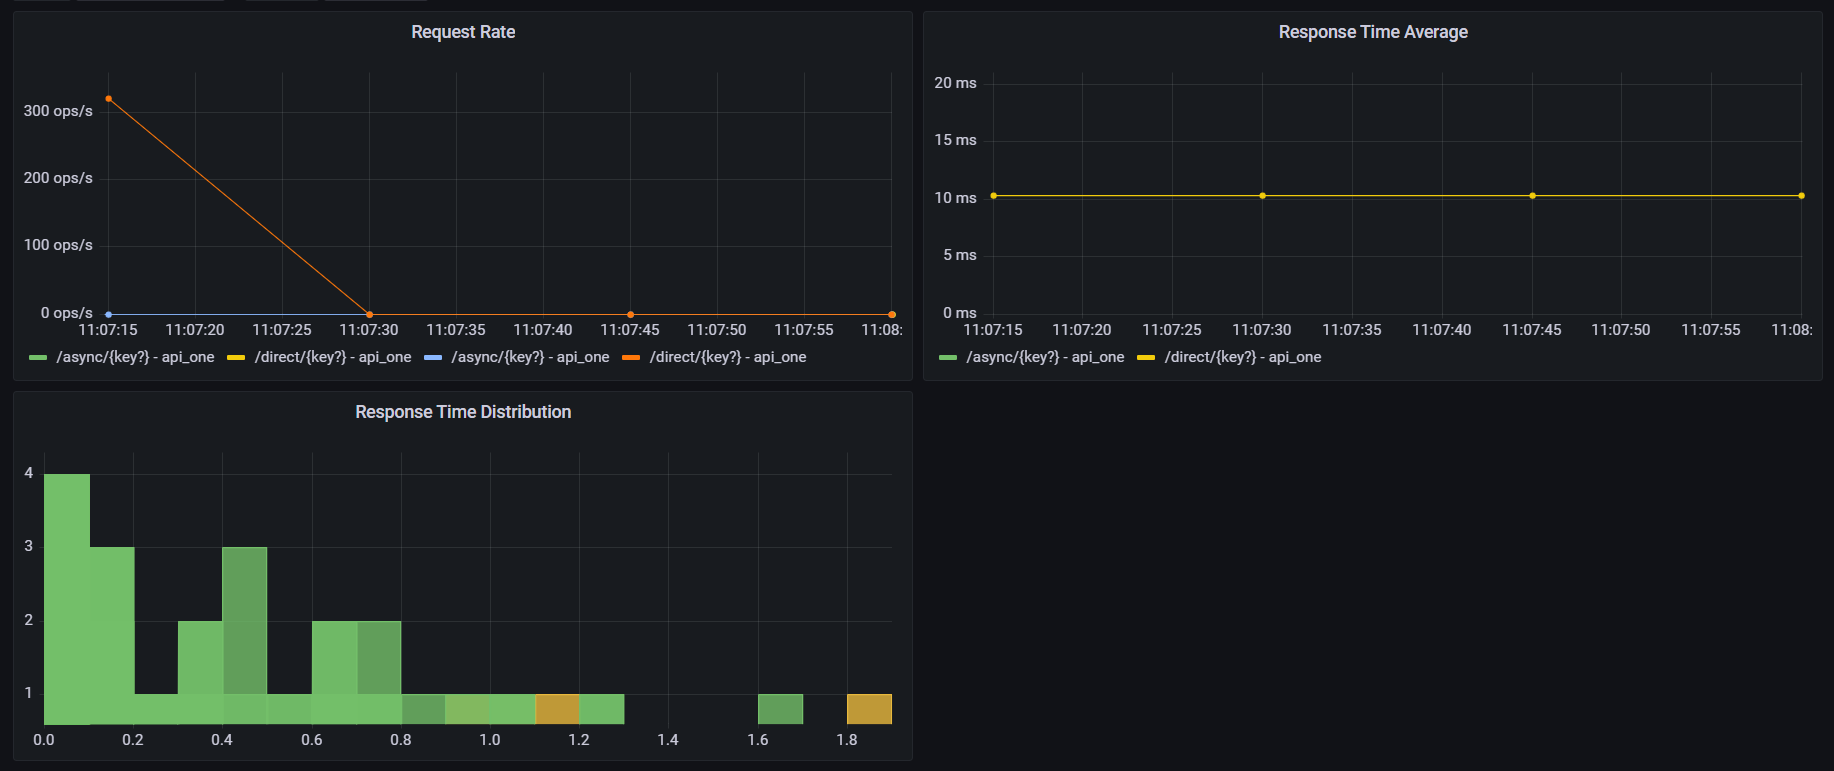 Request Rate
300 ops/s
200 ops/s
100 ops/s
0 ops/s
11:07:15 11:07:20 11:07:25 11:07:30 11:07:35 11:07:40 11:07:45 11:07:50 11:07:55 11:08:
/async/{key?} - api_one /direct/{key?} - api_one /async/{key?} - api_one /direct/{key?} - api_one
Response Time Average
20 ms
15 ms
10 ms
5 ms
0 ms
11:07:15 11:07:20 11:07:25 11:07:30 11:07:35 11:07:40 11:07:45 11:07:50 11:07:55 11:08:
/async/{key?} - api_one /direct/{key?} - api_one
Response Time Distribution
4
3
2
1
0.0 0.2 0.4 0.6 0.8 1.0 1.2 1.4 1.6 1.8